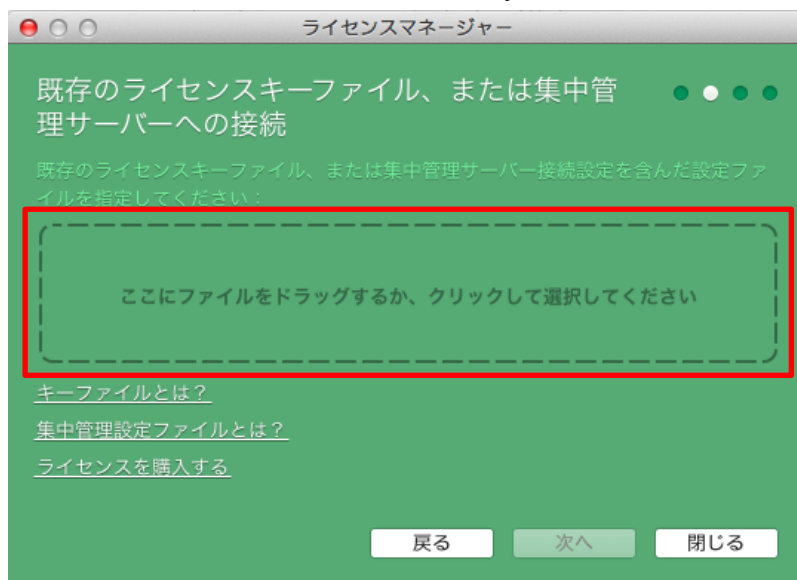 ライセンスマネージャー
既存のライセンスキーファイル、または集中管
理サーバーへの接続
既存のライセンスキーファイル、または集中管理サーバー接続設定を含んだ設定ファ
イルを指定してください：
ここにファイルをドラッグするか、クリックして選択してください
キーファイルとは？
集中管理設定ファイルとは？
ライセンスを購入する
戻る 次へ 閉じる